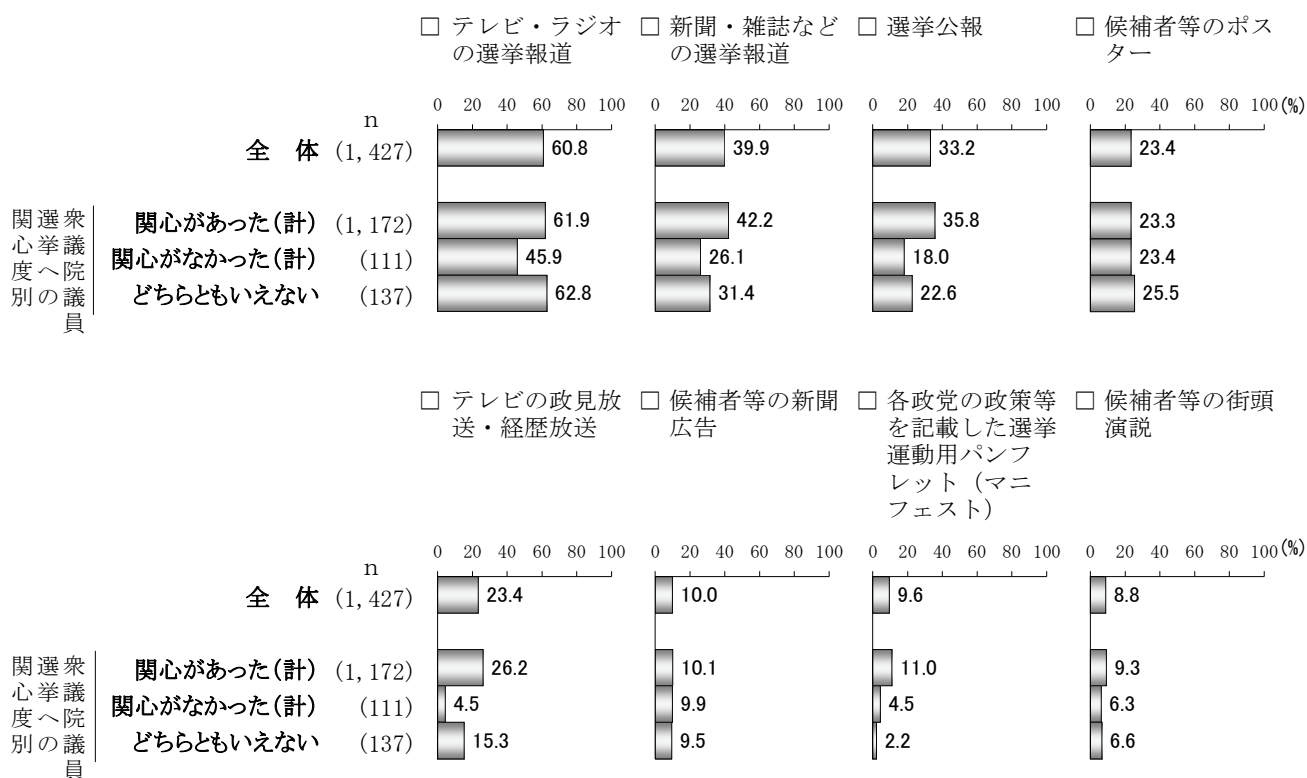 □ テレビ・ラジオの選挙報道
□ 新聞・雑誌などの選挙報道
□ 選挙公報
□ 候補者等のポスター
0 20 40 60 80 100
0 20 40 60 80 100
0 20 40 60 80 100
0 20 40 60 80 100(%)
n
全 体 (1,427) 60.8 39.9 33.2 23.4
衆議院議員選挙への関心度別
関心があった(計) (1,172) 61.9 42.2 35.8 23.3
関心がなかった(計) (111) 45.9 26.1 18.0 23.4
どちらともいえない (137) 62.8 31.4 22.6 25.5
□ テレビの政見放送・経歴放送
□ 候補者等の新聞広告
□ 各政党の政策等を記載した選挙運動用パンフレット(マニフェスト)
□ 候補者等の街頭演説
0 20 40 60 80 100
0 20 40 60 80 100
0 20 40 60 80 100
0 20 40 60 80 100(%)
n
全 体 (1,427) 23.4 10.0 9.6 8.8
衆議院議員選挙への関心度別
関心があった(計) (1,172) 26.2 10.1 11.0 9.3
関心がなかった(計) (111) 4.5 9.9 4.5 6.3
どちらともいえない (137) 15.3 9.5 2.2 6.6